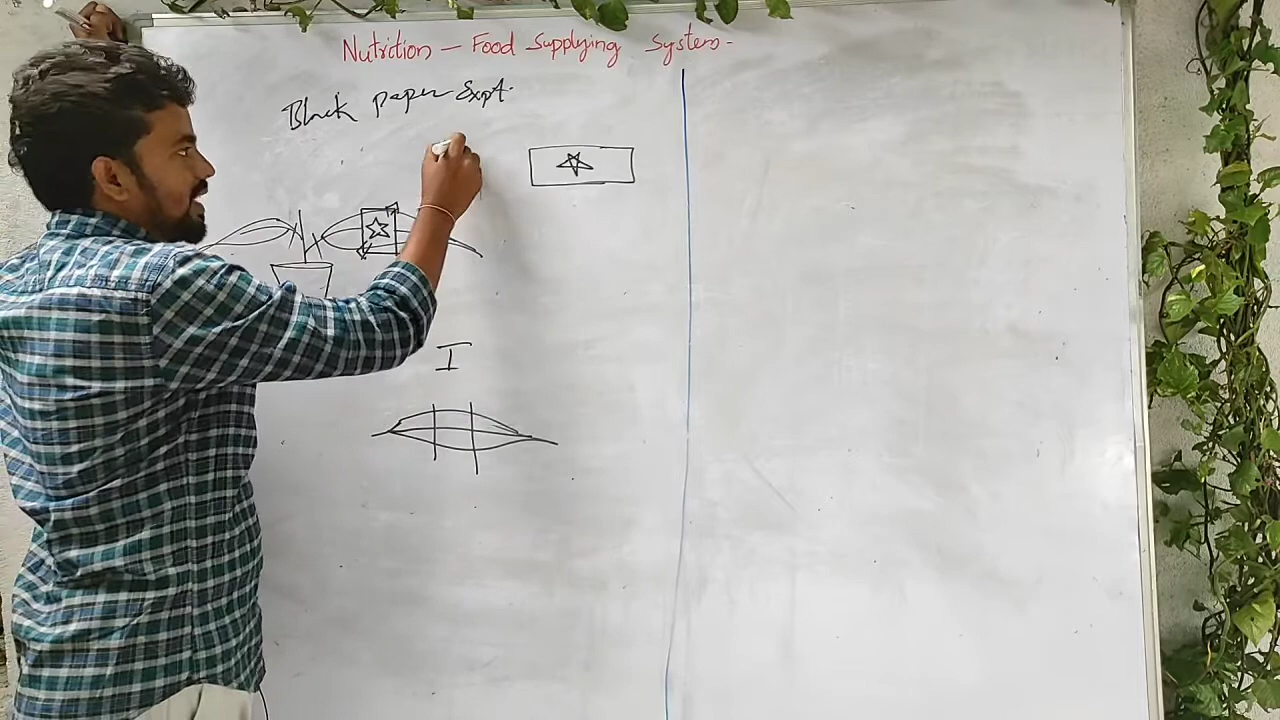 Nutrition - Food Supplying System-
Black paper Expt.
I